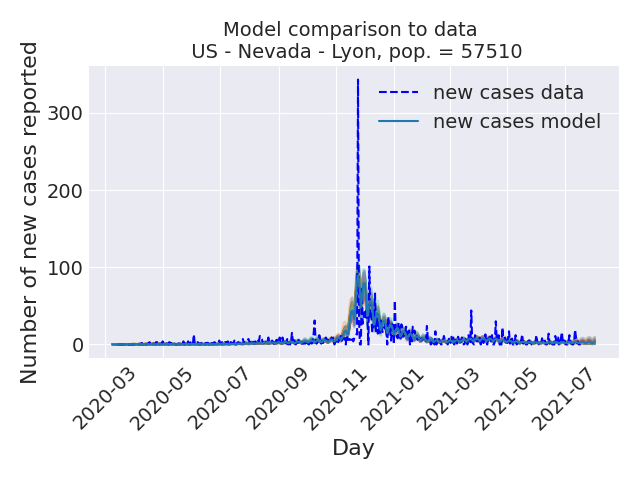 Model comparison to data
US - Nevada - Lyon, pop. = 57510
new cases data
new cases model
Number of new cases reported
300
200
100
0
2020-03
2020-05
2020-07
2020-09
2020-11
2021-01
2021-03
2021-05
2021-07
Day